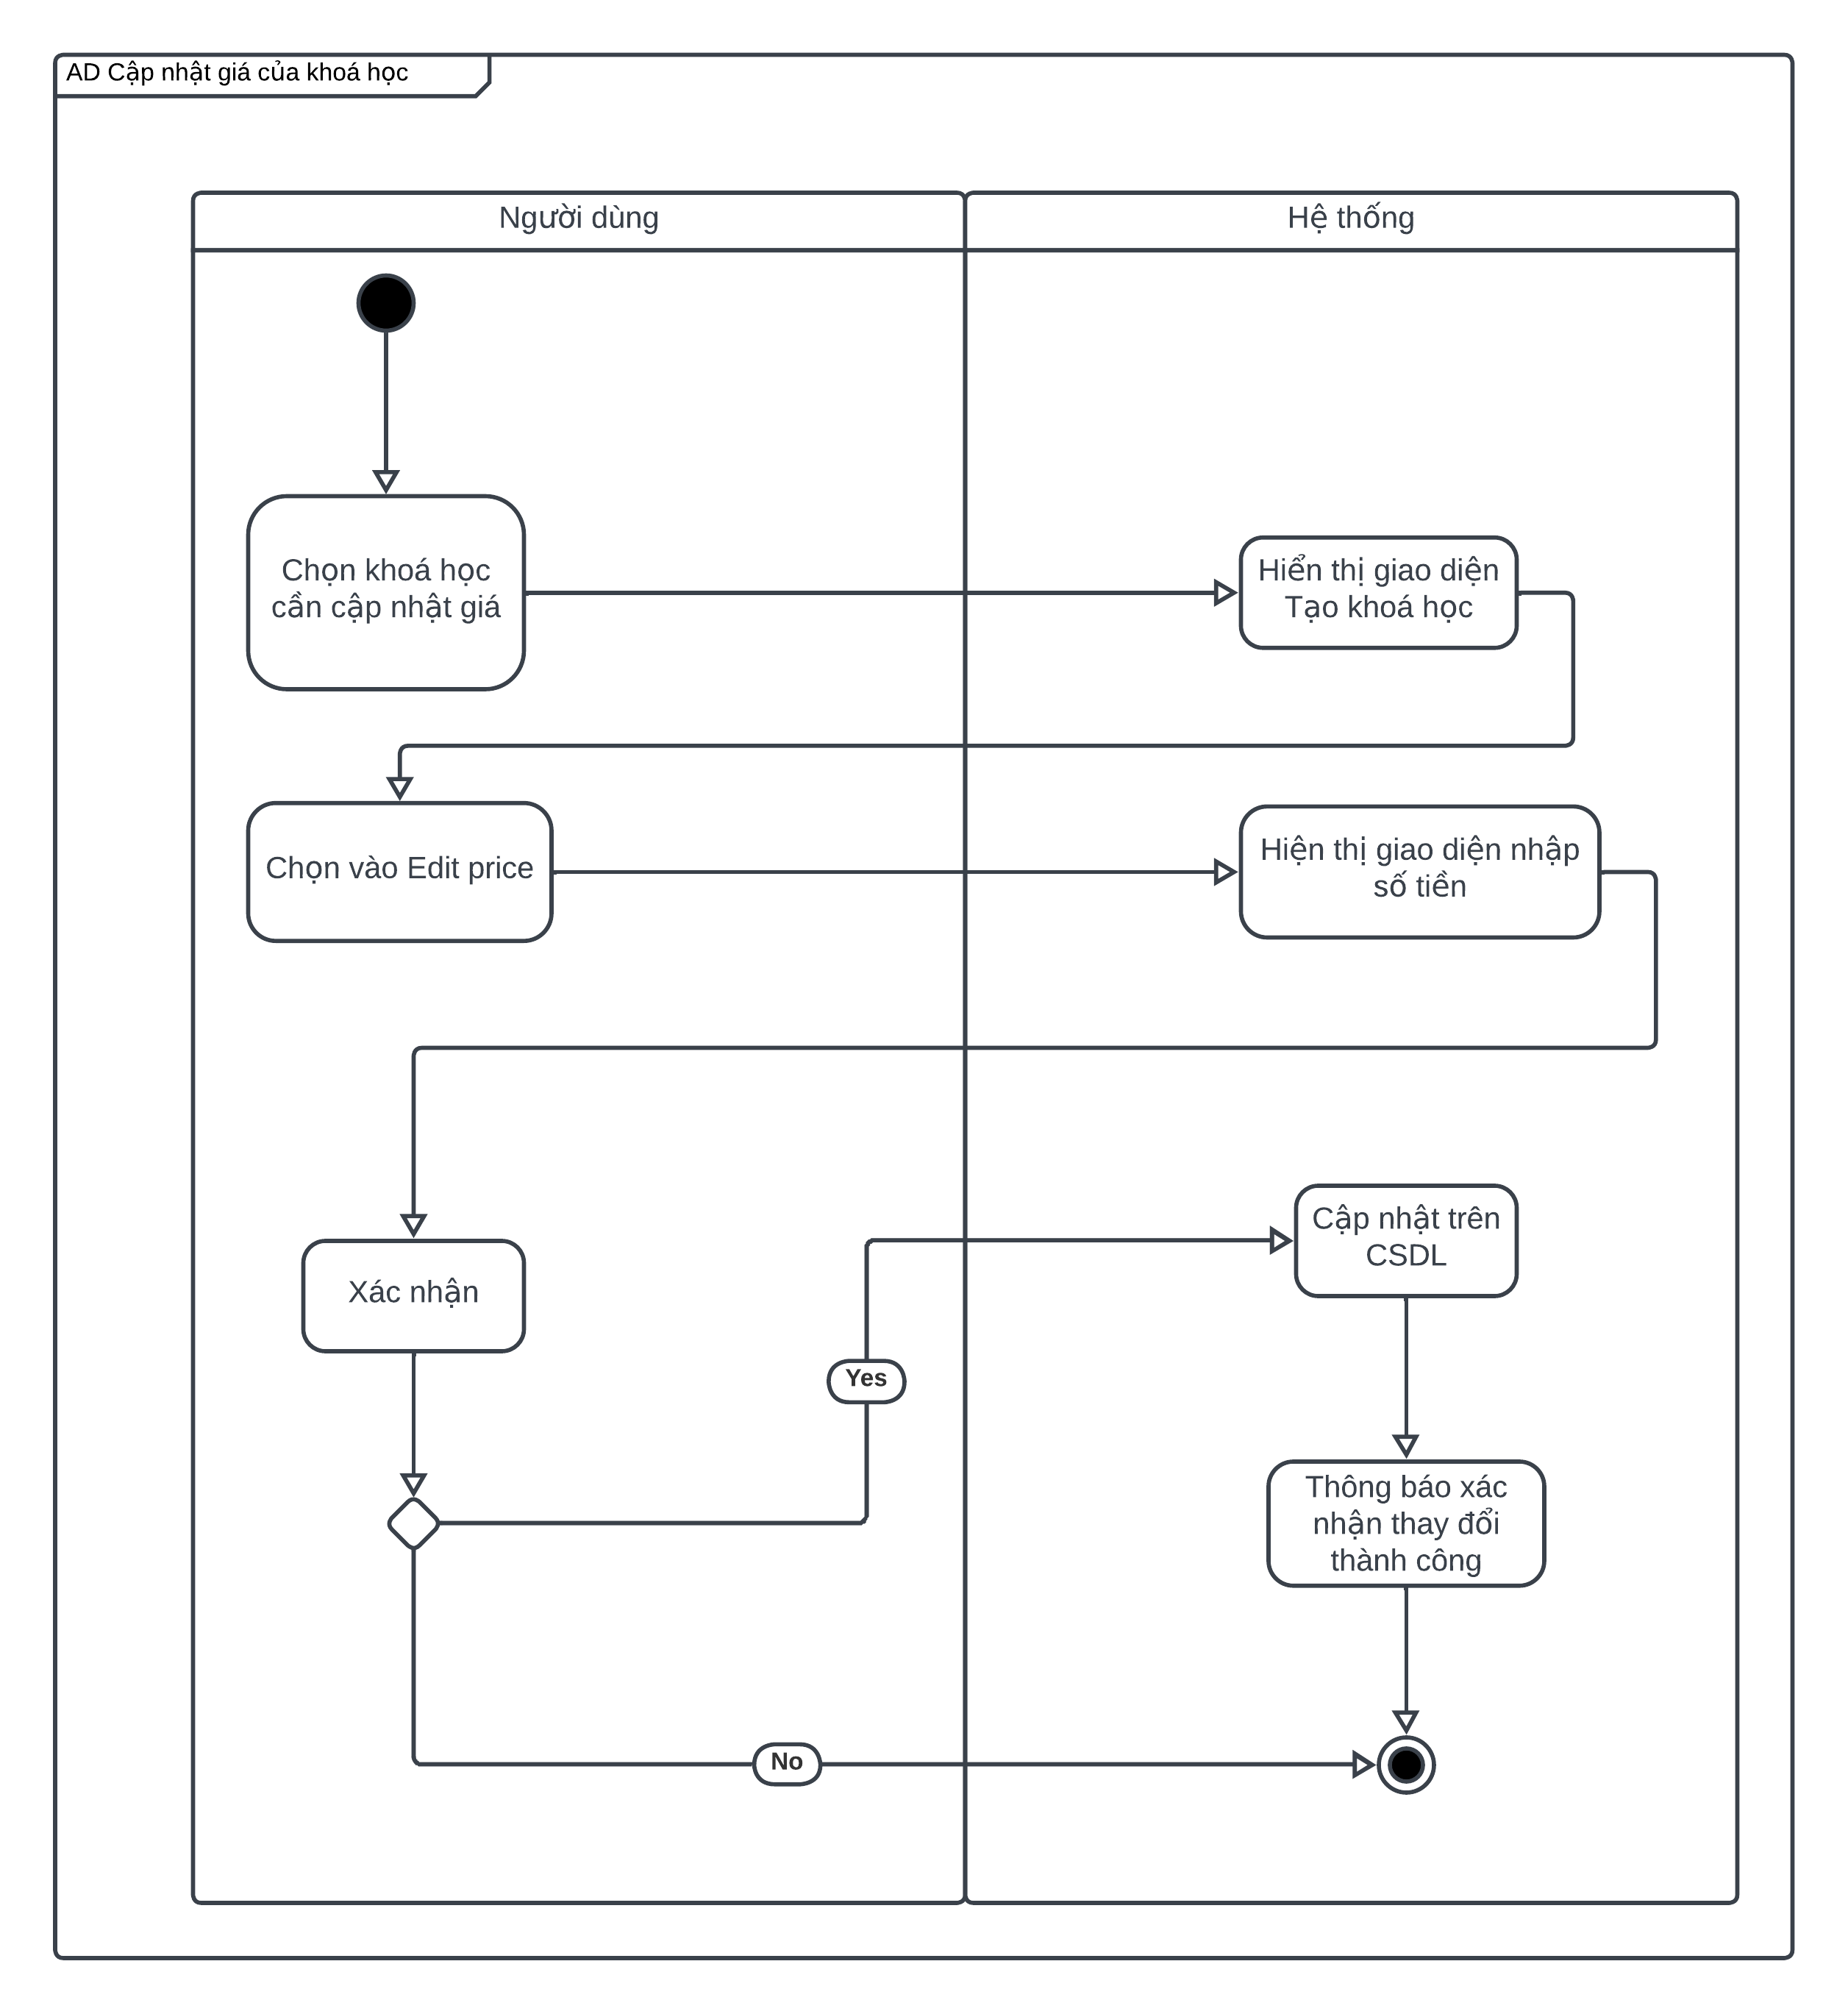 AD Cập nhật giá của khoá học
Người dùng
Hệ thống
Chọn khoá học
cần cập nhật giá
Hiển thị giao diện
Tạo khoá học
Chọn vào Edit price
Hiện thị giao diện nhập
số tiền
Xác nhận
Cập nhật trên
CSDL
Yes
Thông báo xác
nhận thay đổi
thành công
No